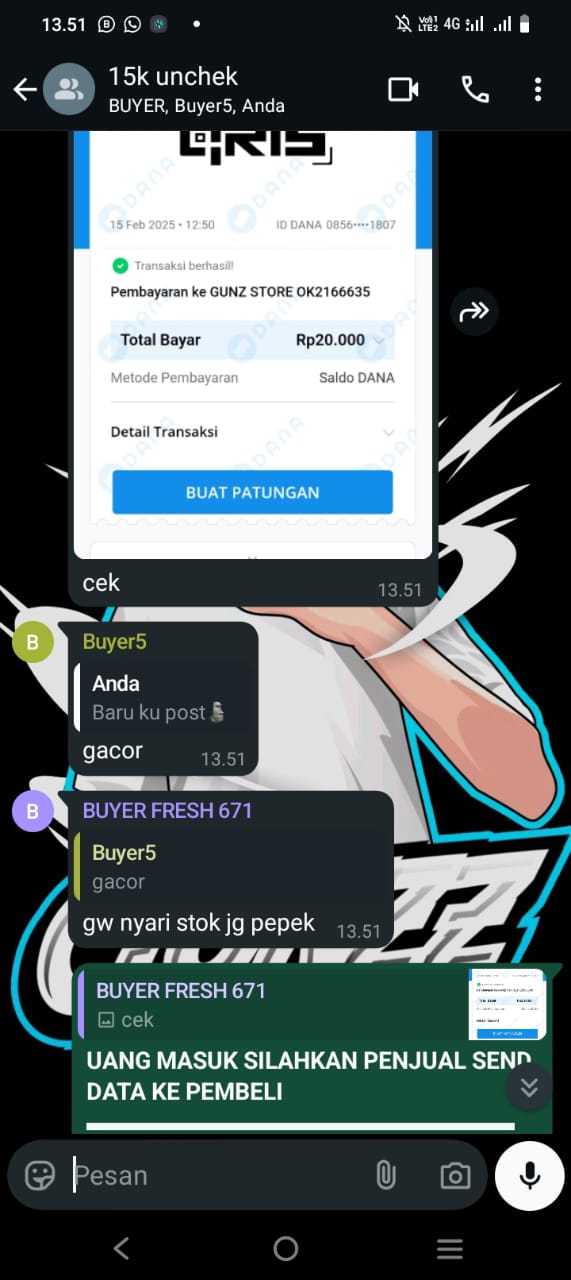 13.51
VoI1
LTE2
4G
15k unchek
BUYER, Buyer5, Anda
QRIS
DANA
15 Feb 2025 • 12:50
ID DANA 0856••••1807
Transaksi berhasil!
Pembayaran ke GUNZ STORE OK2166635
Total Bayar
Rp20.000
Metode Pembayaran
Saldo DANA
Detail Transaksi
BUAT PATUNGAN
cek
13.51
B
Buyer5
Anda
Baru ku post🗿
gacor
13.51
B
BUYER FRESH 671
Buyer5
gacor
gw nyari stok jg pepek
13.51
BUYER FRESH 671
cek
UANG MASUK SILAHKAN PENJUAL SEND
DATA KE PEMBELI
Pesan